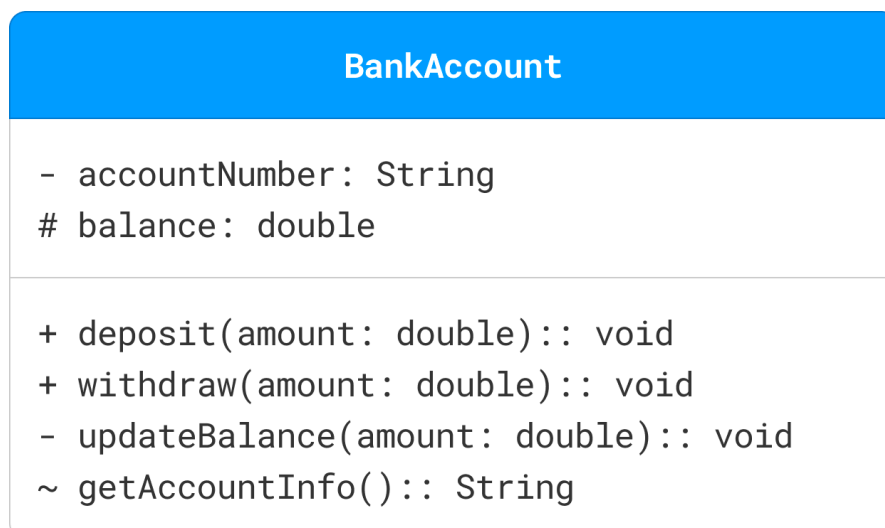 BankAccount
- accountNumber: String
# balance: double
+ deposit(amount: double):: void
+ withdraw(amount: double):: void
- updateBalance(amount: double):: void
~ getAccountInfo():: String